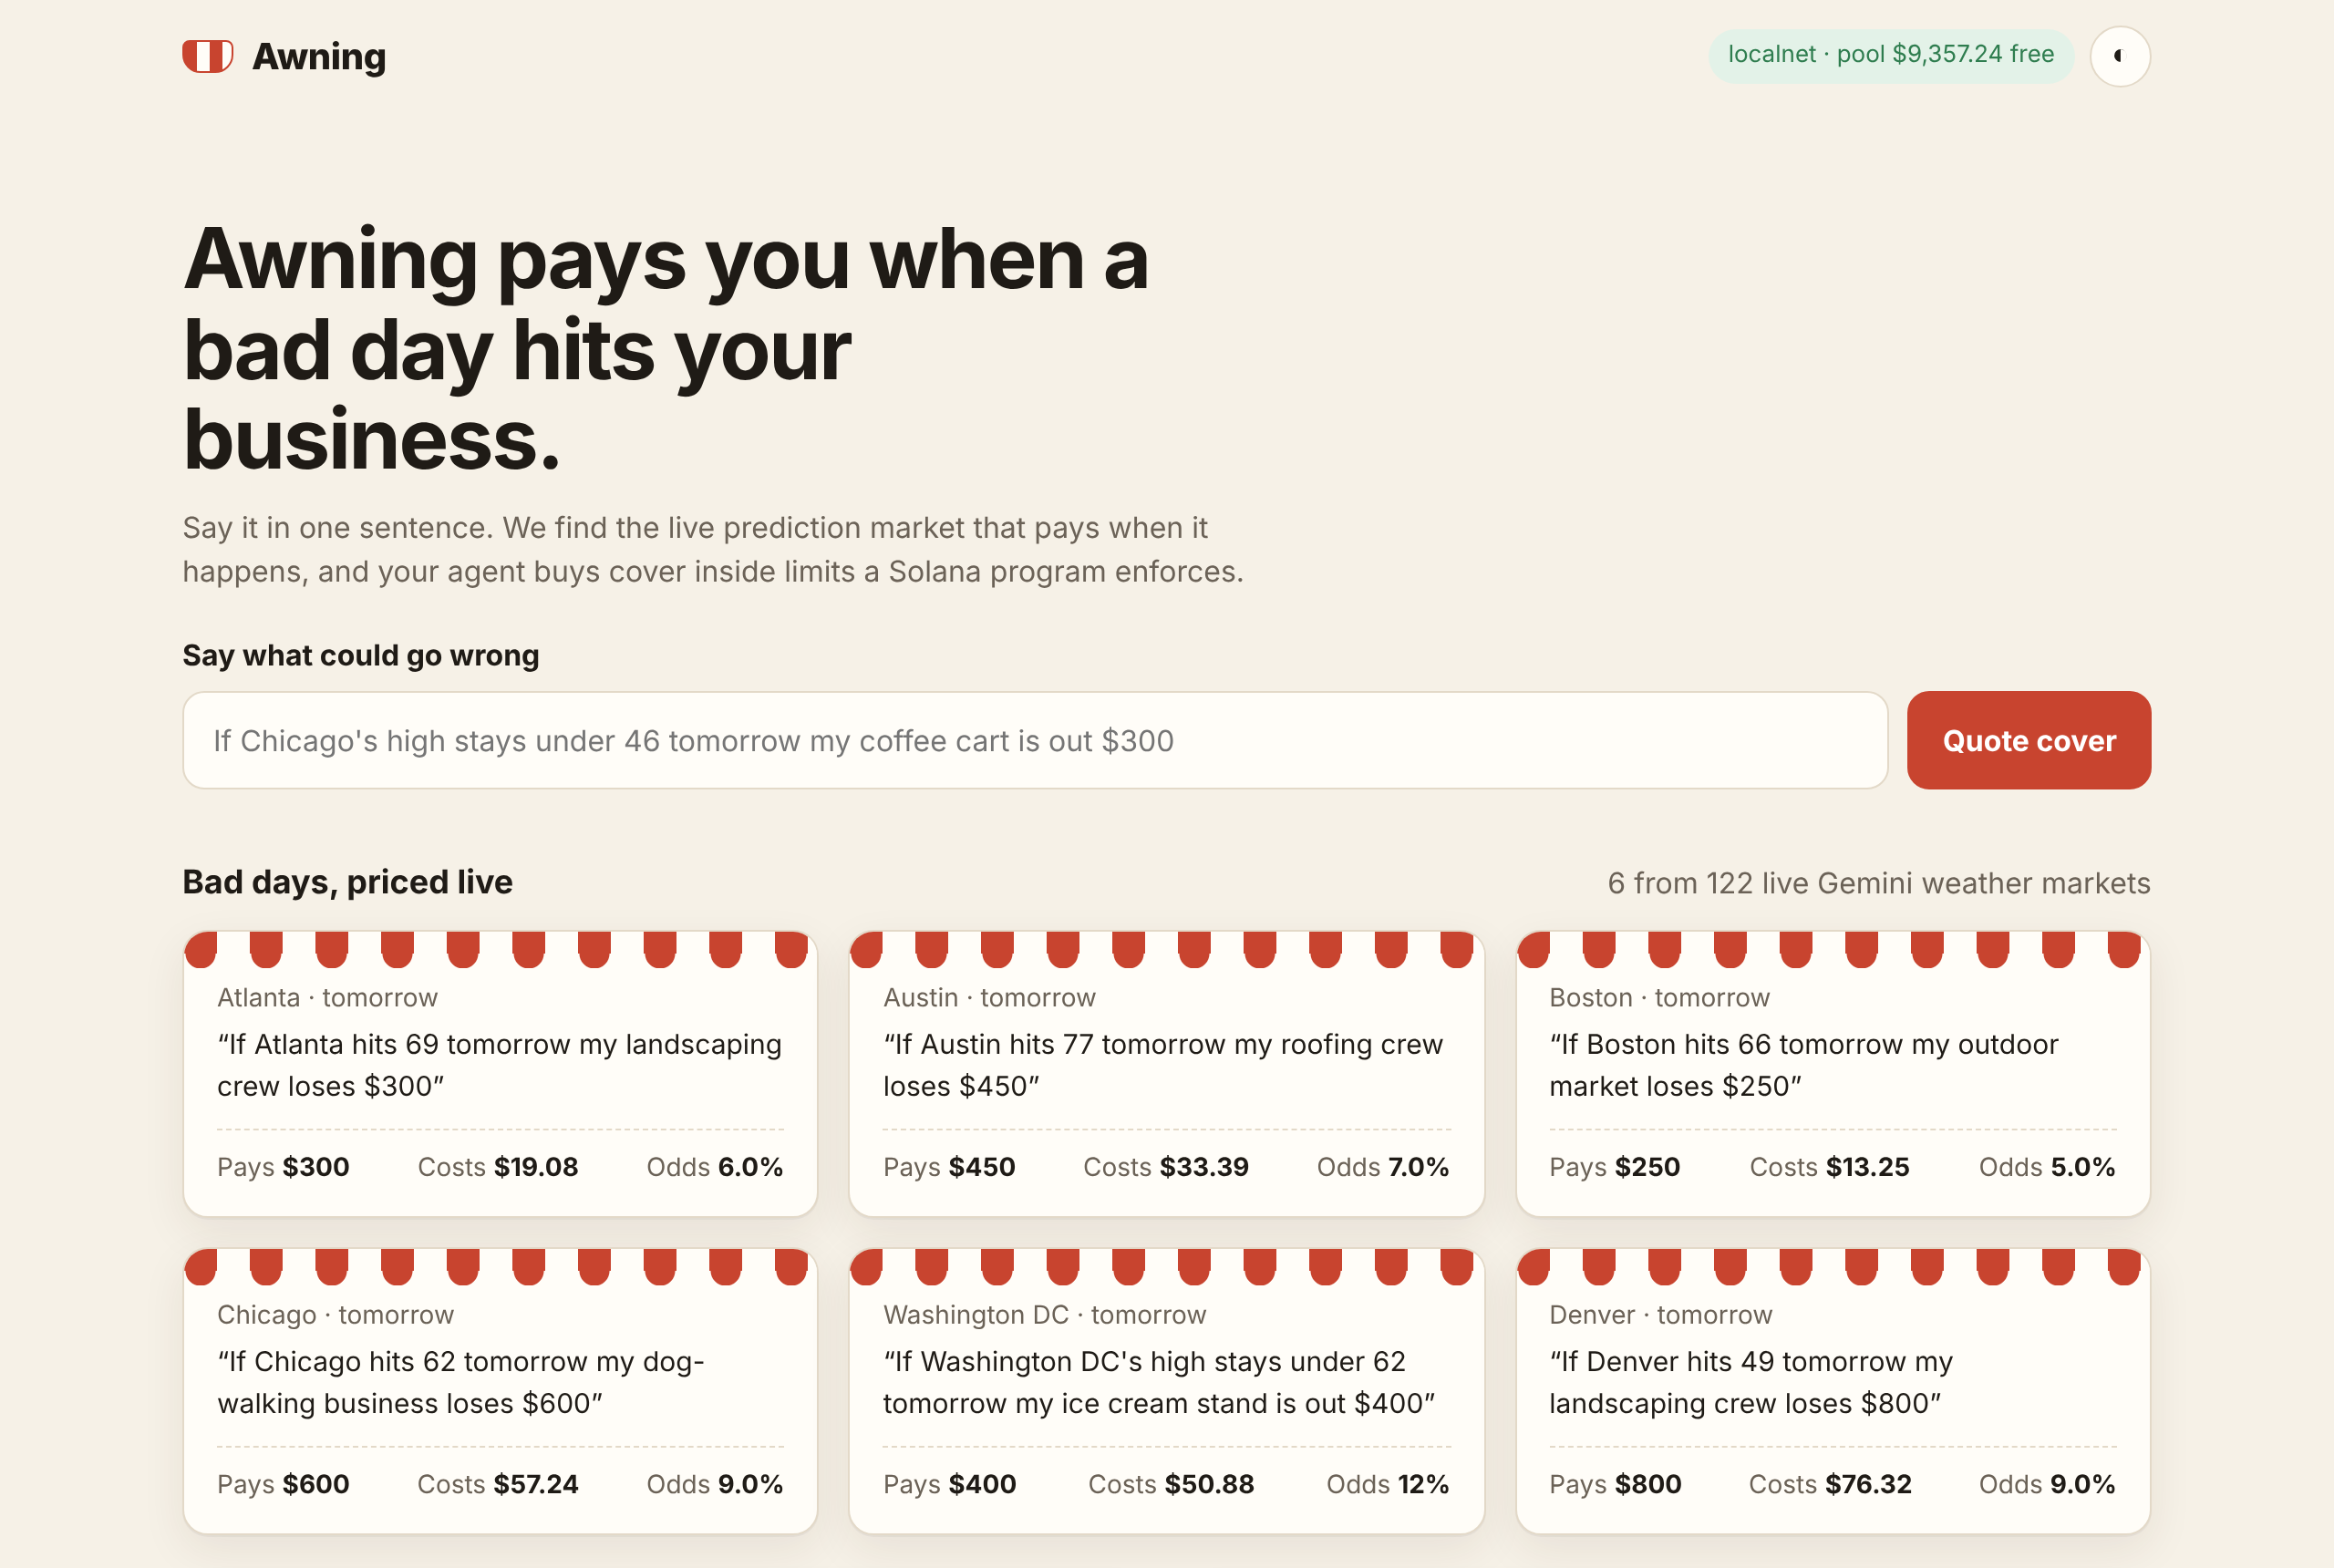 Awning
localnet · pool $9,357.24 free
Awning pays you when a
bad day hits your
business.
Say it in one sentence. We find the live prediction market that pays when it
happens, and your agent buys cover inside limits a Solana program enforces.
Say what could go wrong
If Chicago's high stays under 46 tomorrow my coffee cart is out $300
Quote cover
Bad days, priced live
6 from 122 live Gemini weather markets
Atlanta · tomorrow
“If Atlanta hits 69 tomorrow my landscaping
crew loses $300”
Pays $300 Costs $19.08 Odds 6.0%
Austin · tomorrow
“If Austin hits 77 tomorrow my roofing crew
loses $450”
Pays $450 Costs $33.39 Odds 7.0%
Boston · tomorrow
“If Boston hits 66 tomorrow my outdoor
market loses $250”
Pays $250 Costs $13.25 Odds 5.0%
Chicago · tomorrow
“If Chicago hits 62 tomorrow my dog-
walking business loses $600”
Pays $600 Costs $57.24 Odds 9.0%
Washington DC · tomorrow
“If Washington DC's high stays under 62
tomorrow my ice cream stand is out $400”
Pays $400 Costs $50.88 Odds 12%
Denver · tomorrow
“If Denver hits 49 tomorrow my
landscaping crew loses $800”
Pays $800 Costs $76.32 Odds 9.0%